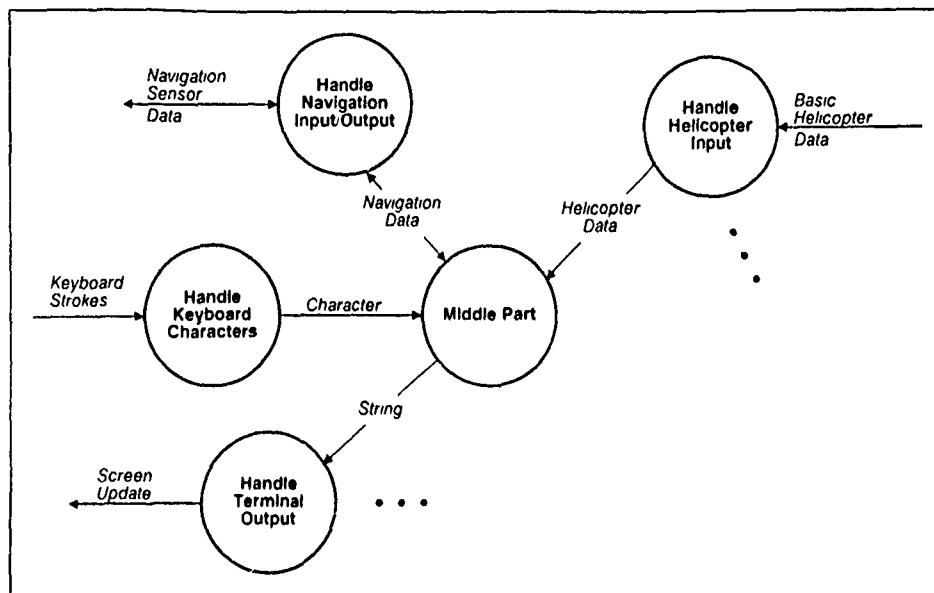 Navigation
Sensor
Data
Handle
Navigation
Input/Output
Handle
Helicopter
Input
Basic
Helicopter
Data
Navigation
Data
Helicopter
Data
Keyboard
Strokes
Handle
Keyboard
Characters
Character
Middle Part
String
Screen
Update
Handle
Terminal
Output